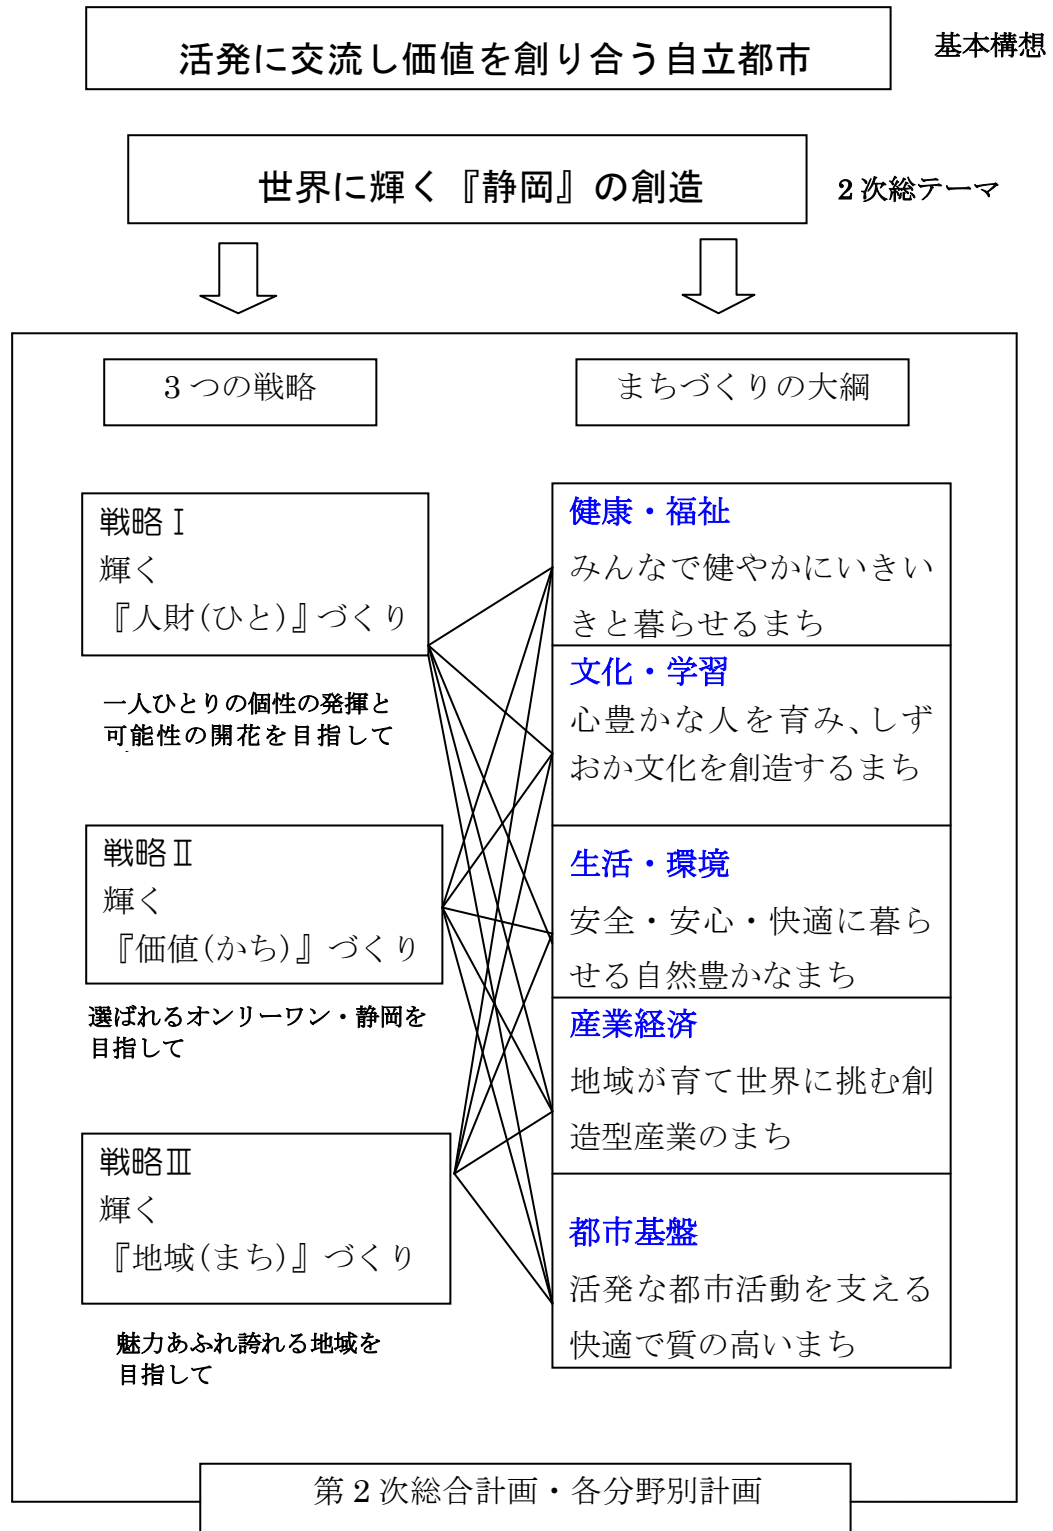 活発に交流し価値を創り合う自立都市
基本構想
世界に輝く『静岡』の創造
2次総テーマ
3つの戦略
まちづくりの大綱
戦略Ⅰ
輝く
『人財(ひと)』づくり
一人ひとりの個性の発揮と
可能性の開花を目指して
戦略Ⅱ
輝く
『価値(かち)』づくり
選ばれるオンリーワン・静岡を
目指して
戦略Ⅲ
輝く
『地域(まち)』づくり
魅力あふれ誇れる地域を
目指して
健康・福祉
みんなで健やかにいきい
きと暮らせるまち
文化・学習
心豊かな人を育み、しず
おか文化を創造するまち
生活・環境
安全・安心・快適に暮ら
せる自然豊かなまち
産業経済
地域が育て世界に挑む創
造型産業のまち
都市基盤
活発な都市活動を支える
快適で質の高いまち
第2次総合計画・各分野別計画